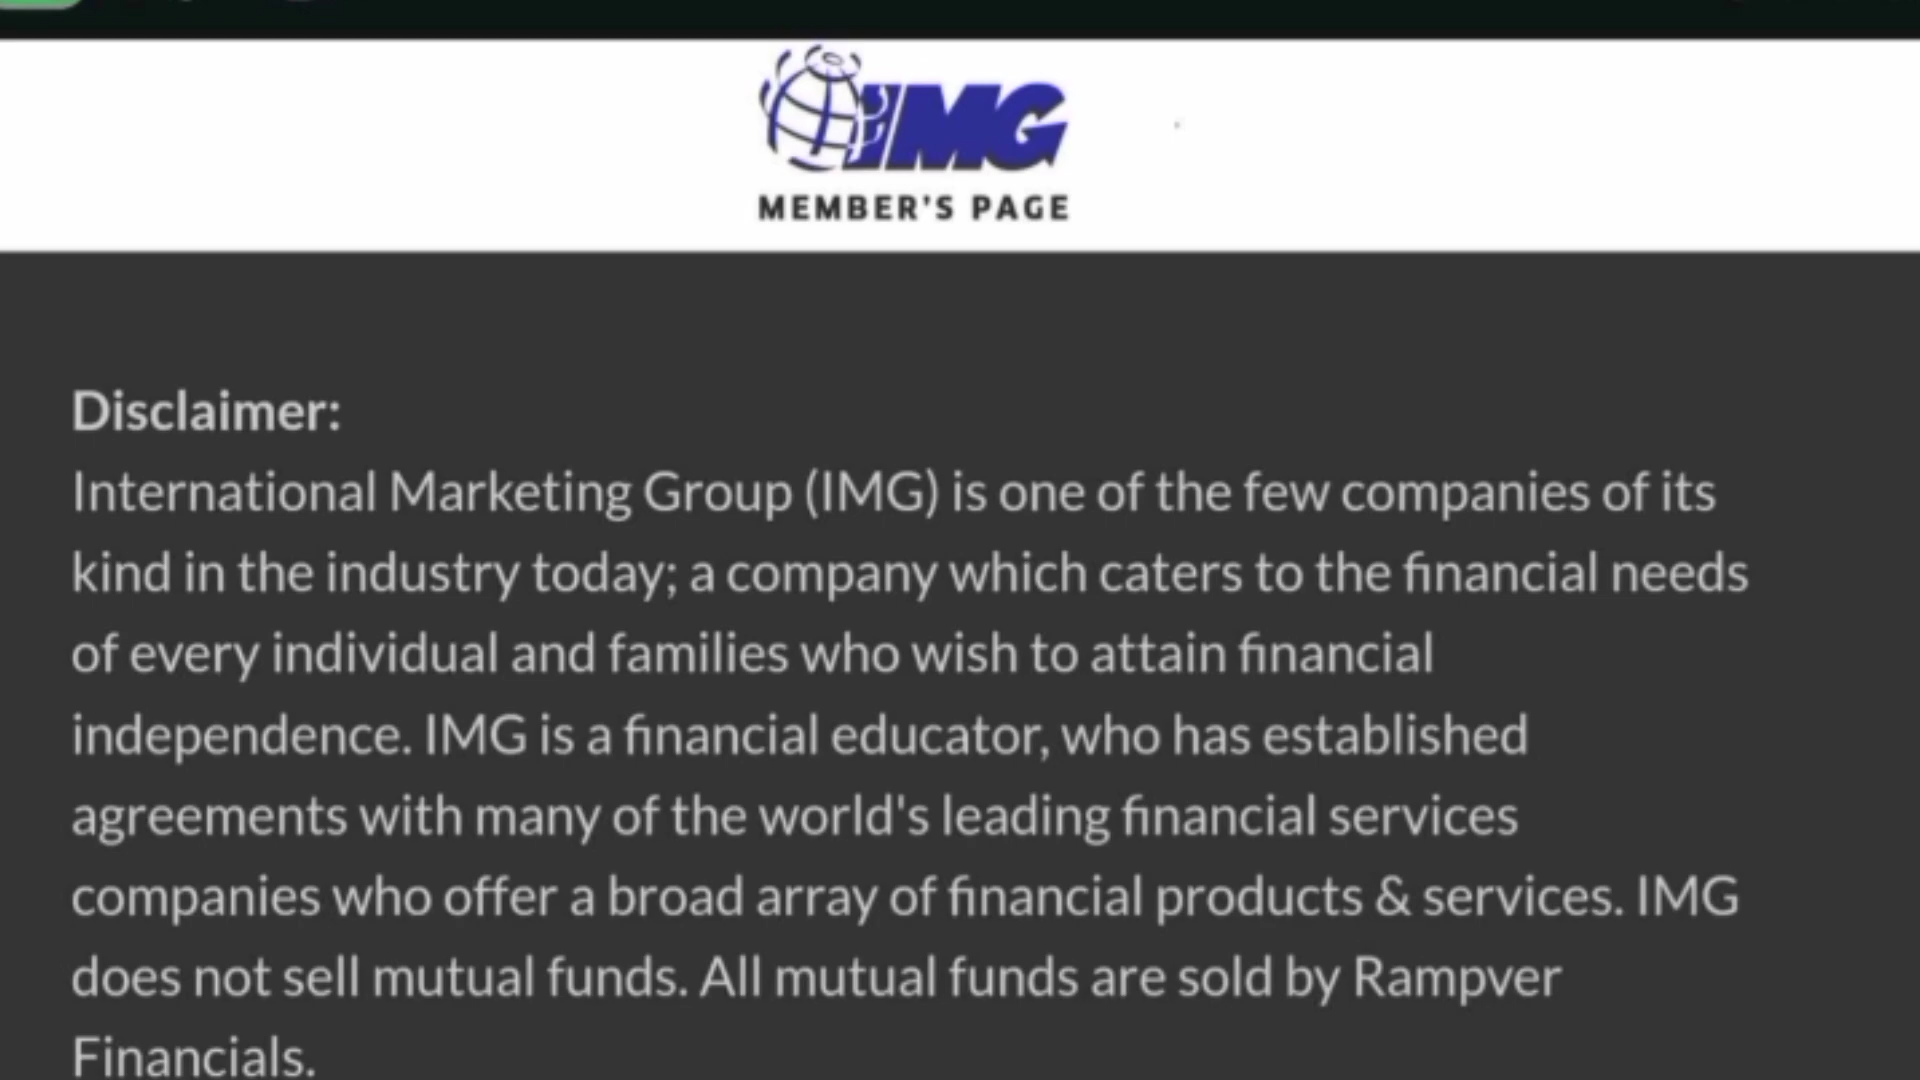 IMG
MEMBER'S PAGE
Disclaimer:
International Marketing Group (IMG) is one of the few companies of its
kind in the industry today; a company which caters to the financial needs
of every individual and families who wish to attain financial
independence. IMG is a financial educator, who has established
agreements with many of the world's leading financial services
companies who offer a broad array of financial products & services. IMG
does not sell mutual funds. All mutual funds are sold by Rampver
Financials.